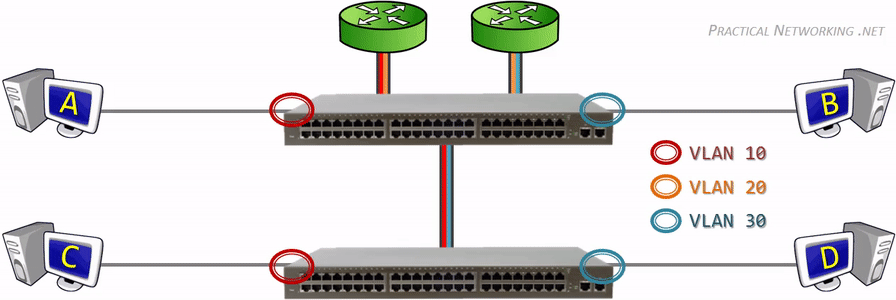 PRACTICAL NETWORKING .NET
A
B
VLAN 10
VLAN 20
VLAN 30
C
D